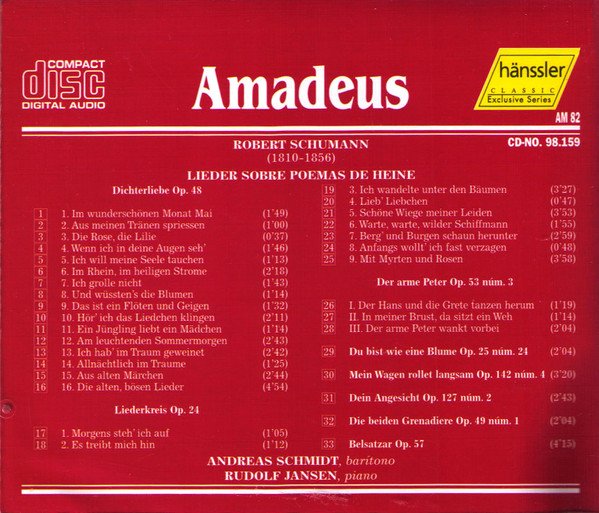 COMPACT
disc
DIGITAL AUDIO
Amadeus
hänssler
CLASSIC
Exclusive Series
AM 82
CD-NO. 98.159
ROBERT SCHUMANN
(1810-1856)
LIEDER SOBRE POEMAS DE HEINE
Dichterliebe Op. 48
1 1. Im wunderschönen Monat Mai (1'49)
2 2. Aus meinen Tränen spriessen (1'00)
3 3. Die Rose, die Lilie (0'37)
4 4. Wenn ich in deine Augen seh' (1'46)
5 5. Ich will meine Seele tauchen (1'13)
6 6. Im Rhein, im heiligen Strome (2'18)
7 7. Ich grolle nicht (1'43)
8 8. Und wüssten's die Blumen (1'14)
9 9. Das ist ein Flöten und Geigen (1'32)
10 10. Hör' ich das Liedchen klingen (2'11)
11 11. Ein Jüngling liebt ein Mädchen (1'14)
12 12. Am leuchtenden Sommermorgen (2'43)
13 13. Ich hab' im Traum geweinet (2'42)
14 14. Allnächtlich im Traume (1'25)
15 15. Aus alten Märchen (2'44)
16 16. Die alten, bösen Lieder (4'54)
Liederkreis Op. 24
17 1. Morgens steh' ich auf (1'05)
18 2. Es treibt mich hin (1'12)
19 3. Ich wandelte unter den Bäumen (3'27)
20 4. Lieb' Liebchen (0'47)
21 5. Schöne Wiege meiner Leiden (3'53)
22 6. Warte, warte, wilder Schiffmann (1'55)
23 7. Berg' und Burgen schaun herunter (2'59)
24 8. Anfangs wollt' ich fast verzagen (0'48)
25 9. Mit Myrten und Rosen (3'58)
Der arme Peter Op. 53 núm. 3
26 I. Der Hans und die Grete tanzen herum (1'19)
27 II. In meiner Brust, da sitzt ein Weh (1'14)
28 III. Der arme Peter wankt vorbei (2'04)
29 Du bist wie eine Blume Op. 25 núm. 24 (2'04)
30 Mein Wagen rollet langsam Op. 142 núm. 4 (3'20)
31 Dein Angesicht Op. 127 núm. 2 (2'43)
32 Die beiden Grenadiere Op. 49 núm. 1 (2'04)
33 Belsatzar Op. 57 (4'15)
ANDREAS SCHMIDT, barítono
RUDOLF JANSEN, piano